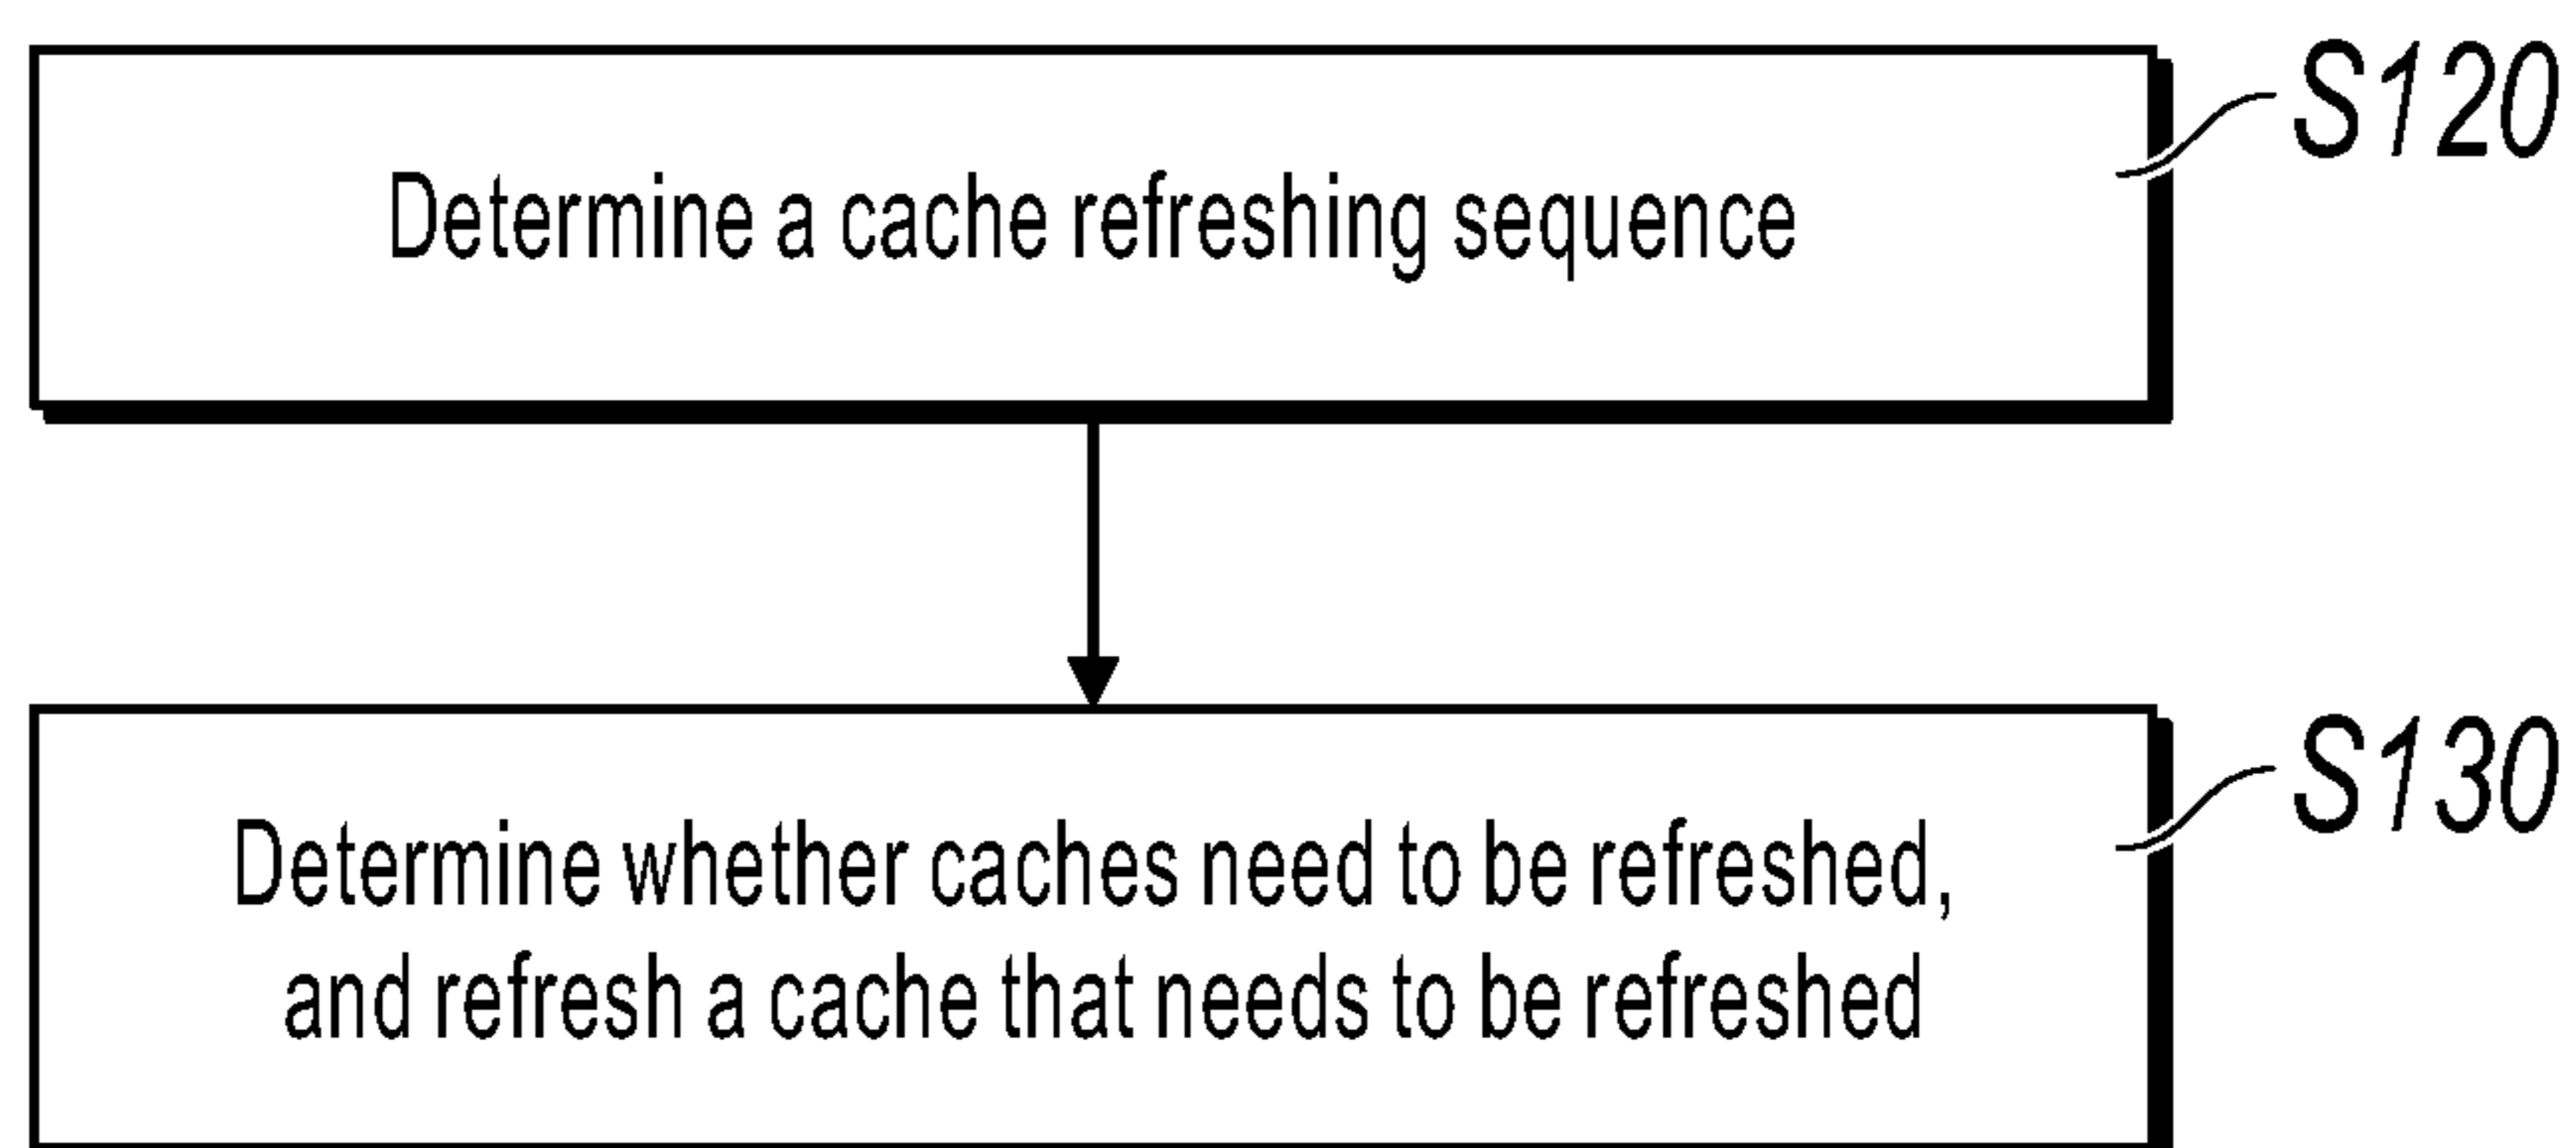 S120
Determine a cache refreshing sequence
S130
Determine whether caches need to be refreshed,
and refresh a cache that needs to be refreshed